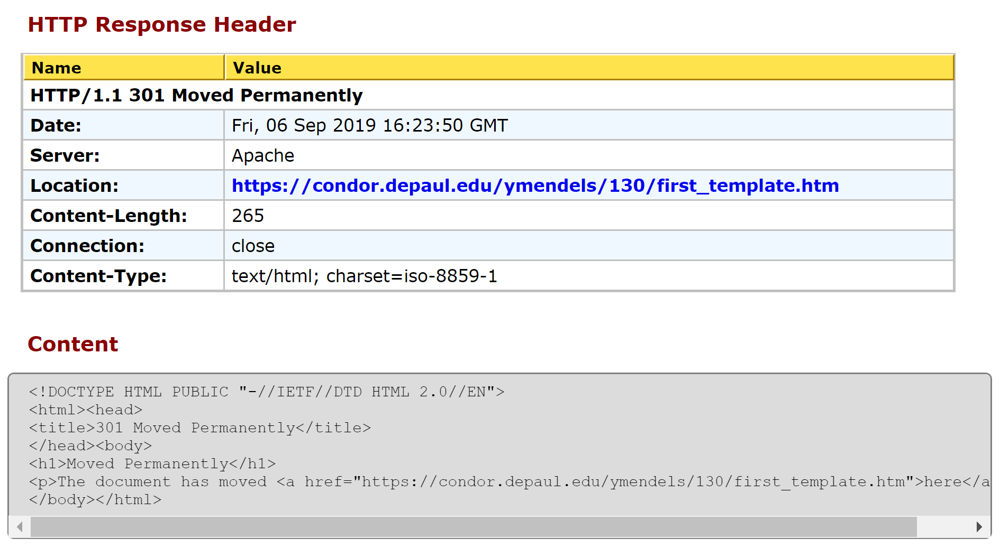 HTTP Response Header
Name Value
HTTP/1.1 301 Moved Permanently
Date: Fri, 06 Sep 2019 16:23:50 GMT
Server: Apache
Location: https://condor.depaul.edu/ymendels/130/first_template.htm
Content-Length: 265
Connection: close
Content-Type: text/html; charset=iso-8859-1
Content
<!DOCTYPE HTML PUBLIC "-//IETF//DTD HTML 2.0//EN">
<html><head>
<title>301 Moved Permanently</title>
</head><body>
<h1>Moved Permanently</h1>
<p>The document has moved <a href="https://condor.depaul.edu/ymendels/130/first_template.htm">here</a
</body></html>